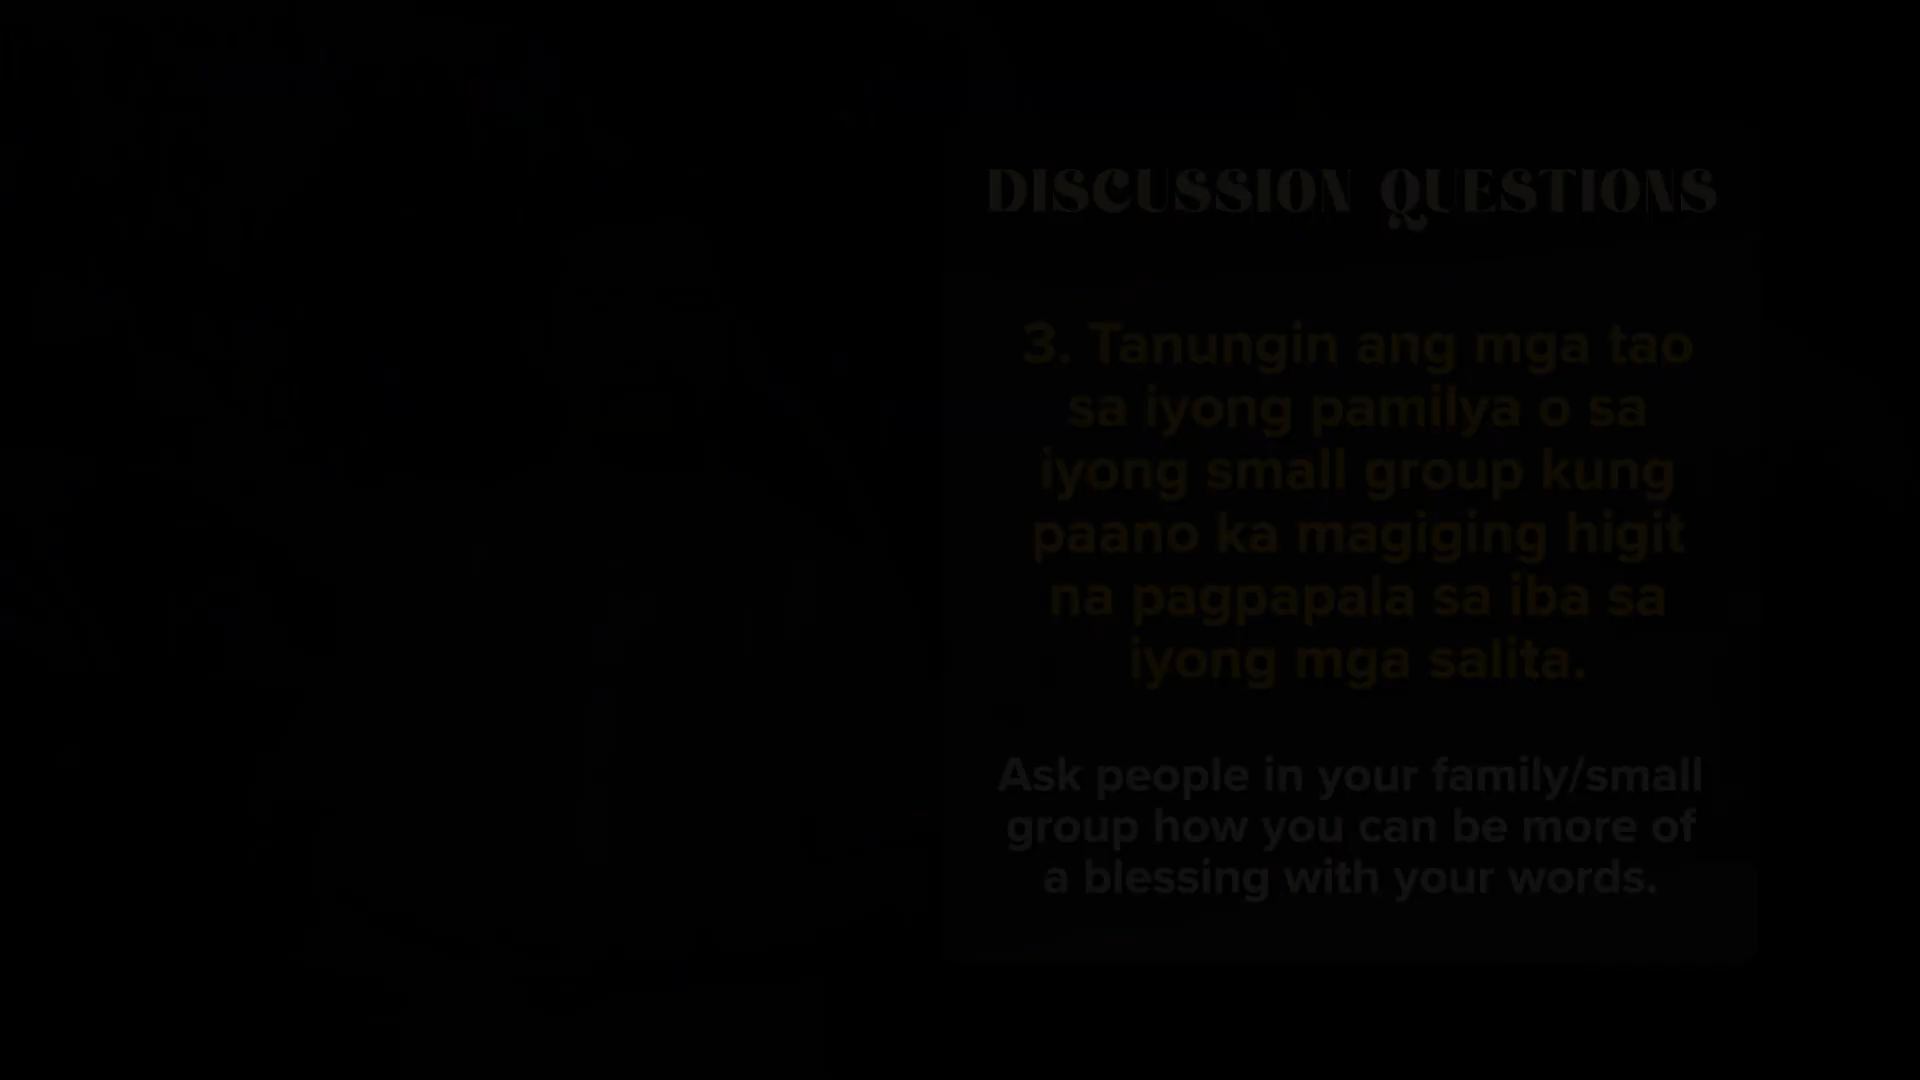 DISCUSSION QUESTIONS
3. Tanungin ang mga tao
sa iyong pamilya o sa
iyong small group kung
paano ka magiging higit
na pagpapala sa iba sa
iyong mga salita.
Ask people in your family/small
group how you can be more of
a blessing with your words.